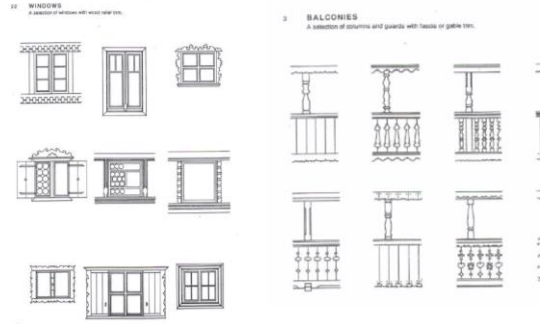 22 WINDOWS
A selection of windows with wood relief trim.
3 BALCONIES
A selection of columns and guards with fascia or gable trim.